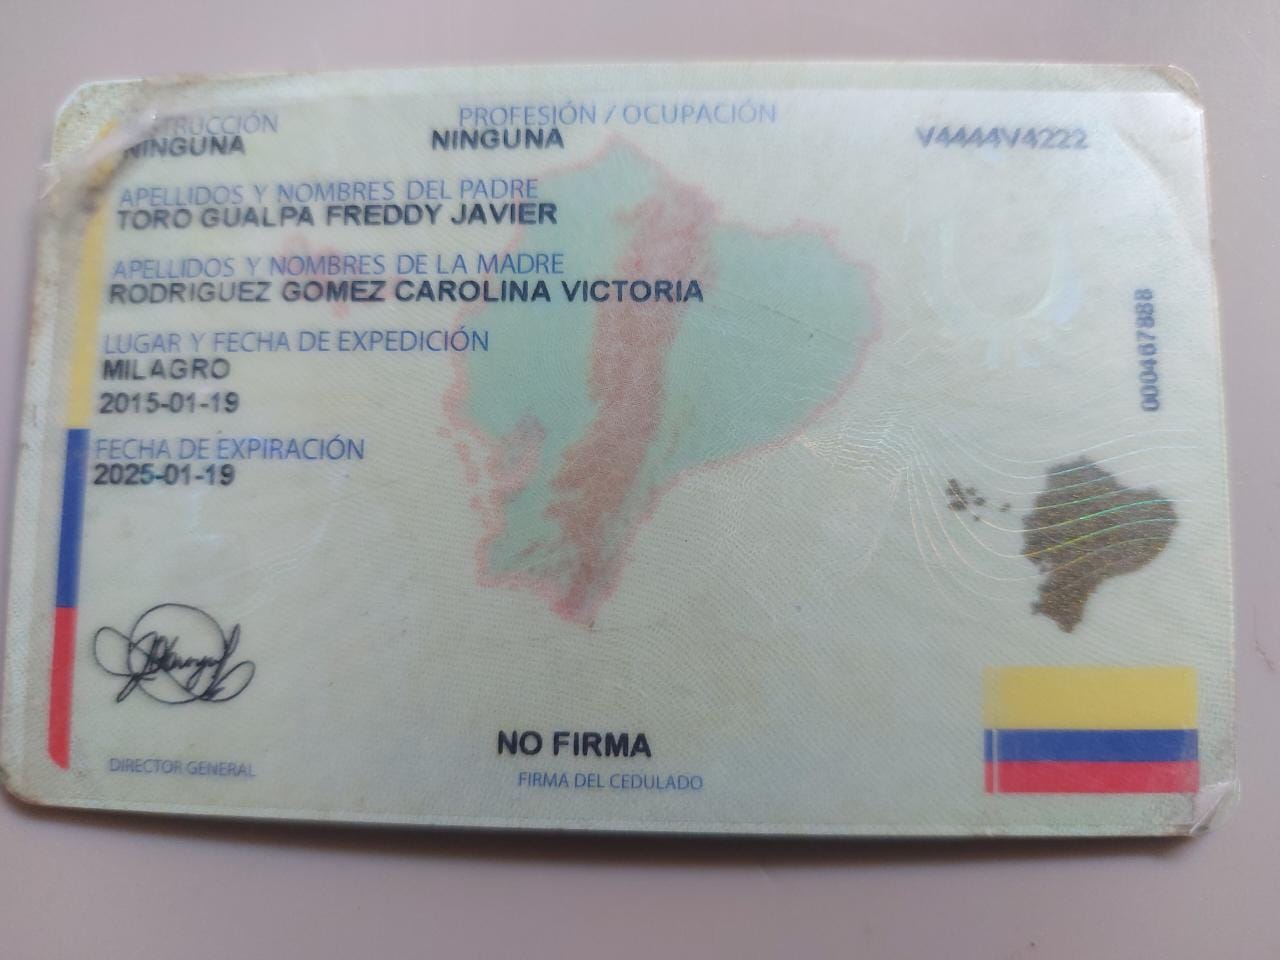 INSTRUCCIÓN
NINGUNA
PROFESIÓN / OCUPACIÓN
NINGUNA
V4444V4222
APELLIDOS Y NOMBRES DEL PADRE
TORO GUALPA FREDDY JAVIER
APELLIDOS Y NOMBRES DE LA MADRE
RODRIGUEZ GOMEZ CAROLINA VICTORIA
LUGAR Y FECHA DE EXPEDICIÓN
MILAGRO
2015-01-19
FECHA DE EXPIRACIÓN
2025-01-19
000467888
DIRECTOR GENERAL
NO FIRMA
FIRMA DEL CEDULADO